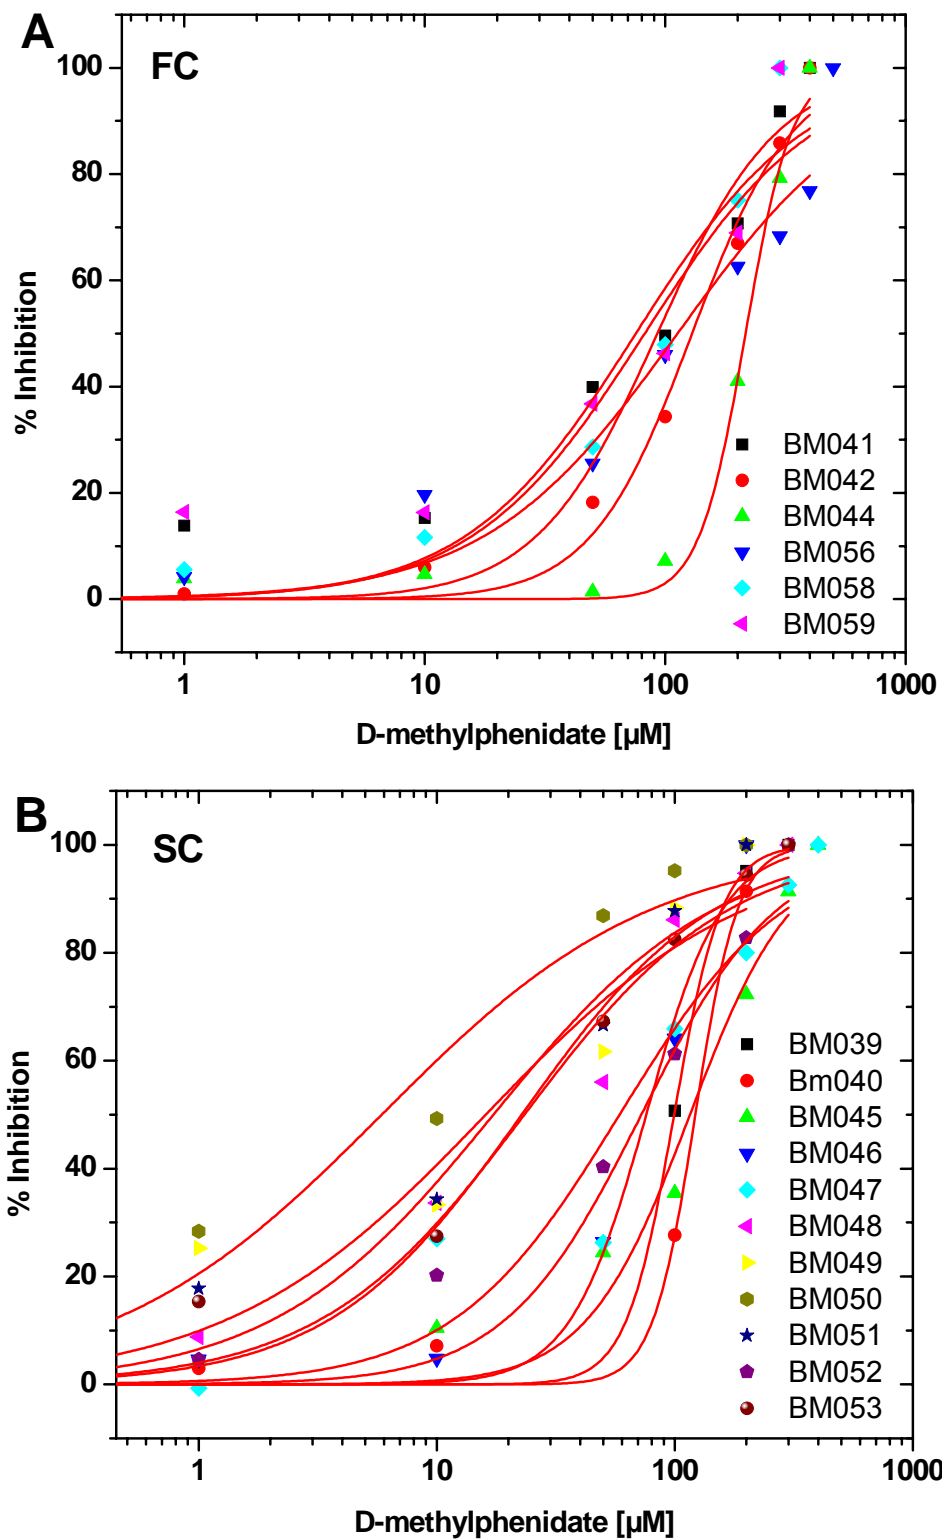 A
FC
100
80
60
40
20
0
% Inhibition
BM041
BM042
BM044
BM056
BM058
BM059
1 10 100 1000
D-methylphenidate [µM]
B
SC
100
80
60
40
20
0
% Inhibition
BM039
Bm040
BM045
BM046
BM047
BM048
BM049
BM050
BM051
BM052
BM053
1 10 100 1000
D-methylphenidate [µM]